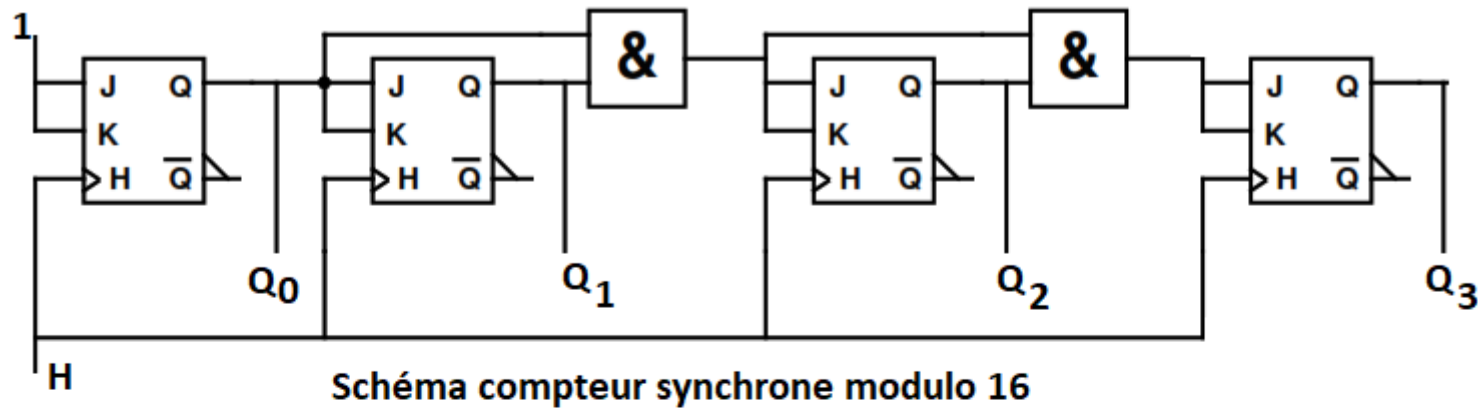 1
& &
J Q J Q J Q J Q
K K K K
H Q̅ H Q̅ H Q̅ H Q̅
Q0 Q1 Q2 Q3
H
Schéma compteur synchrone modulo 16